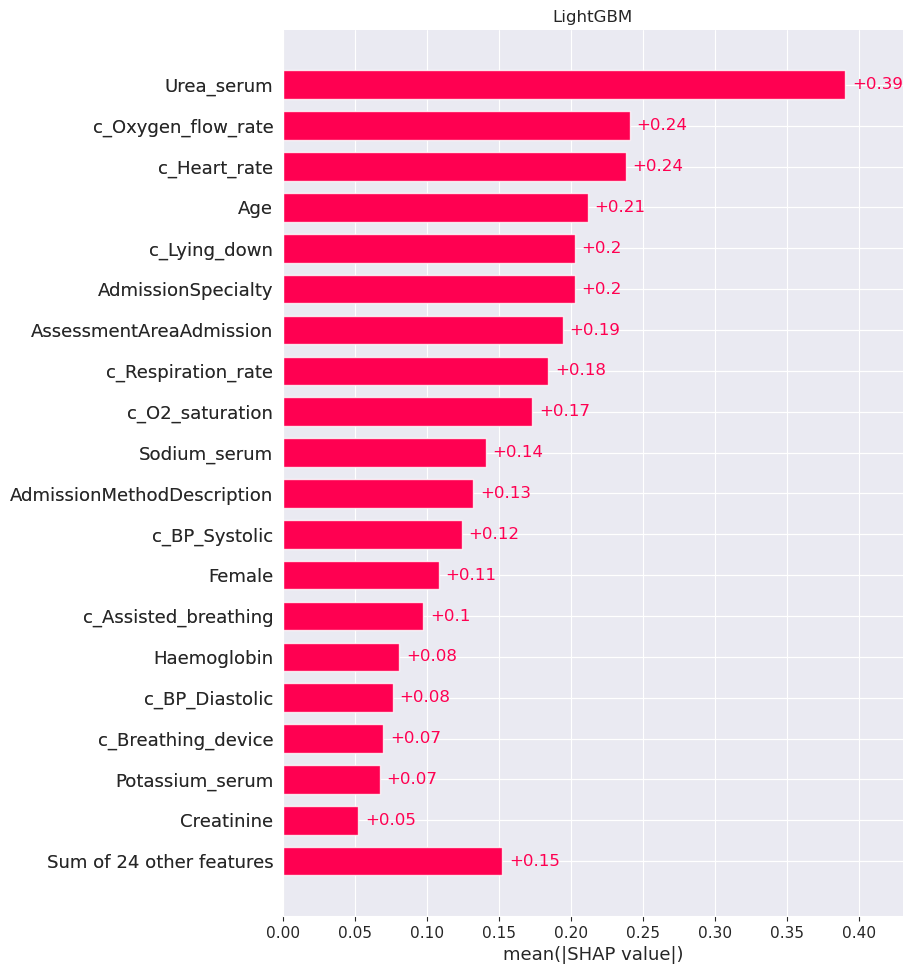 LightGBM
Urea_serum +0.39
c_Oxygen_flow_rate +0.24
c_Heart_rate +0.24
Age +0.21
c_Lying_down +0.2
AdmissionSpecialty +0.2
AssessmentAreaAdmission +0.19
c_Respiration_rate +0.18
c_O2_saturation +0.17
Sodium_serum +0.14
AdmissionMethodDescription +0.13
c_BP_Systolic +0.12
Female +0.11
c_Assisted_breathing +0.1
Haemoglobin +0.08
c_BP_Diastolic +0.08
c_Breathing_device +0.07
Potassium_serum +0.07
Creatinine +0.05
Sum of 24 other features +0.15
0.00 0.05 0.10 0.15 0.20 0.25 0.30 0.35 0.40
mean(|SHAP value|)